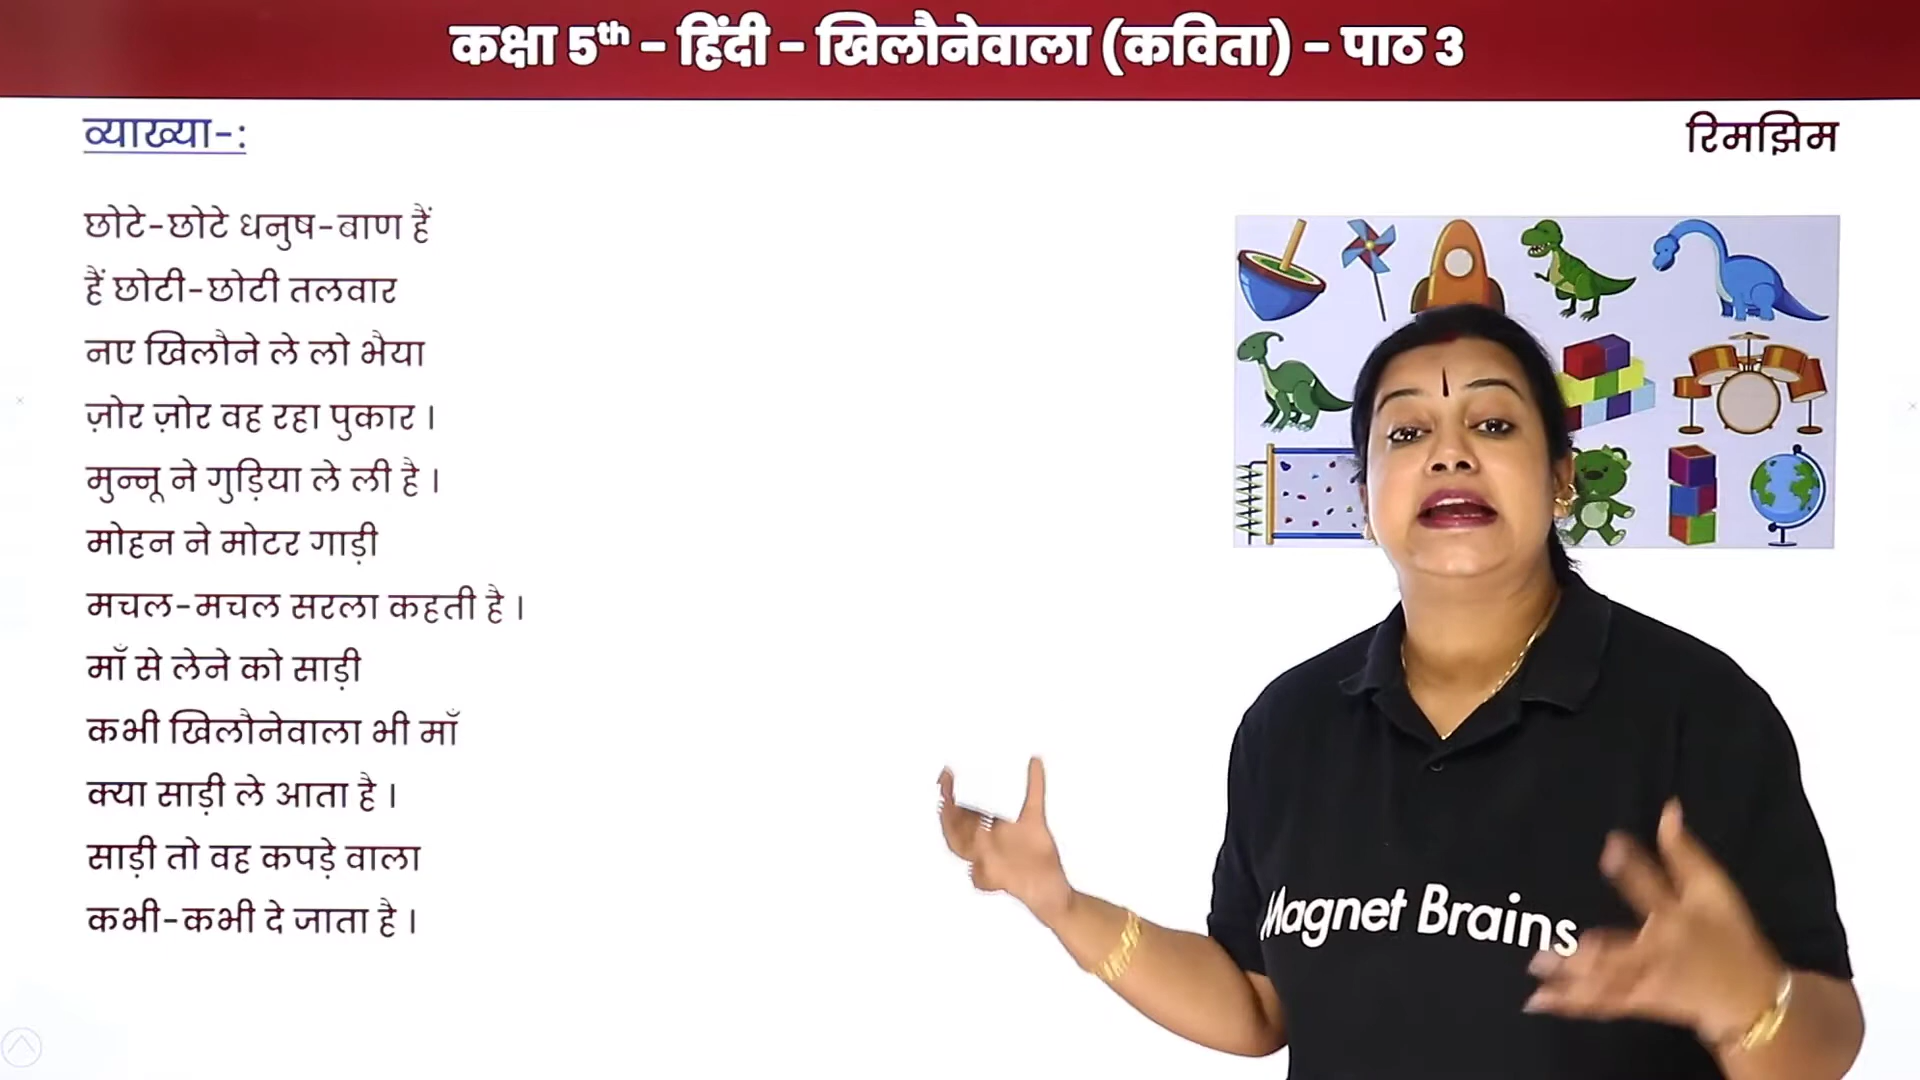 कक्षा 5th - हिंदी - खिलौनेवाला (कविता) - पाठ 3
व्याख्या-:
रिमझिम
छोटे-छोटे धनुष-बाण हैं
हैं छोटी-छोटी तलवार
नए खिलौने ले लो भैया
ज़ोर ज़ोर वह रहा पुकार ।
मुन्नू ने गुड़िया ले ली है ।
मोहन ने मोटर गाड़ी
मचल-मचल सरला कहती है ।
माँ से लेने को साड़ी
कभी खिलौनेवाला भी माँ
क्या साड़ी ले आता है ।
साड़ी तो वह कपड़े वाला
कभी-कभी दे जाता है ।
Magnet Brains